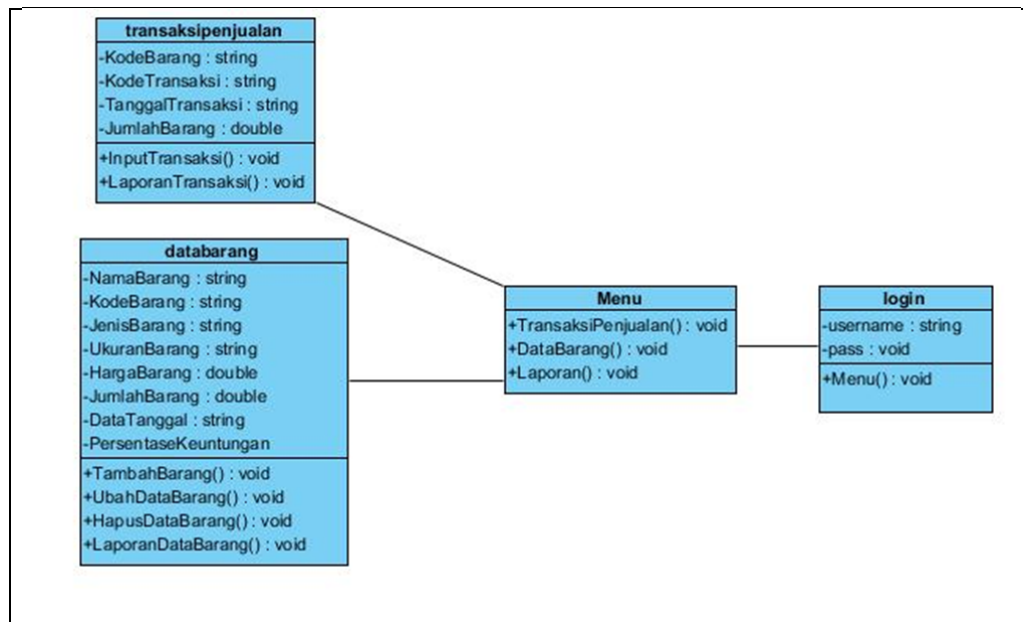 transaksipenjualan
-KodeBarang : string
-KodeTransaksi : string
-TanggalTransaksi : string
-JumlahBarang : double
+InputTransaksi() : void
+LaporanTransaksi() : void
databarang
-NamaBarang : string
-KodeBarang : string
-JenisBarang : string
-UkuranBarang : string
-HargaBarang : double
-JumlahBarang : double
-DataTanggal : string
-PersentaseKeuntungan
+TambahBarang() : void
+UbahDataBarang() : void
+HapusDataBarang() : void
+LaporanDataBarang() : void
Menu
+TransaksiPenjualan() : void
+DataBarang() : void
+Laporan() : void
login
-username : string
-pass : void
+Menu() : void